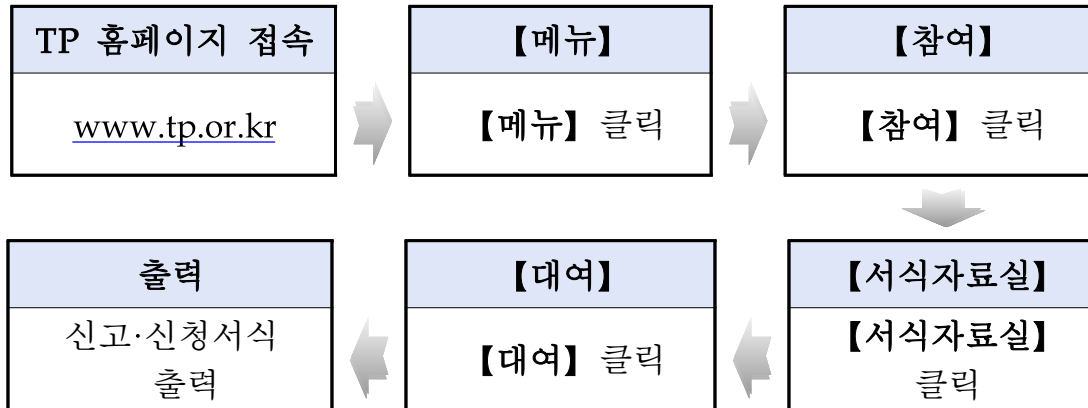 TP 홈페이지 접속
www.tp.or.kr
【메뉴】
【메뉴】 클릭
【참여】
【참여】 클릭
【서식자료실】
【서식자료실】
클릭
【대여】
【대여】 클릭
출력
신고·신청서식
출력